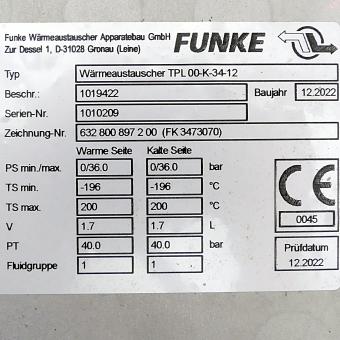 Funke Wärmeaustauscher Apparatebau GmbH
Zur Dessel 1, D-31028 Gronau (Leine)
FUNKE
Typ Wärmeaustauscher TPL 00-K-34-12
Beschr.: 1019422 Baujahr 12.2022
Serien-Nr. 1010209
Zeichnung-Nr. 632 800 897 2 00 (FK 3473070)
Warme Seite Kalte Seite
PS min./max. 0/36.0 0/36.0 bar
TS min -196 -196 °C
TS max. 200 200 °C
V 1.7 1.7 L
PT 40.0 40.0 bar
Fluidgruppe 1 1
CE
0045
Prüfdatum
12.2022